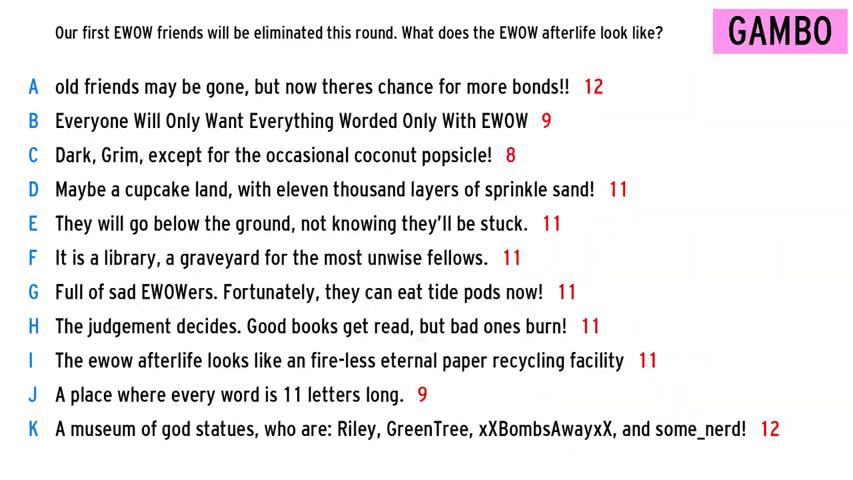 Our first EWOW friends will be eliminated this round. What does the EWOW afterlife look like?
GAMBO
A old friends may be gone, but now theres chance for more bonds!! 12
B Everyone Will Only Want Everything Worded Only With EWOW 9
C Dark, Grim, except for the occasional coconut popsicle! 8
D Maybe a cupcake land, with eleven thousand layers of sprinkle sand! 11
E They will go below the ground, not knowing they'll be stuck. 11
F It is a library, a graveyard for the most unwise fellows. 11
G Full of sad EWOWers. Fortunately, they can eat tide pods now! 11
H The judgement decides. Good books get read, but bad ones burn! 11
I The ewow afterlife looks like an fire-less eternal paper recycling facility 11
J A place where every word is 11 letters long. 9
K A museum of god statues, who are: Riley, GreenTree, xXBombsAwayxX, and some_nerd! 12